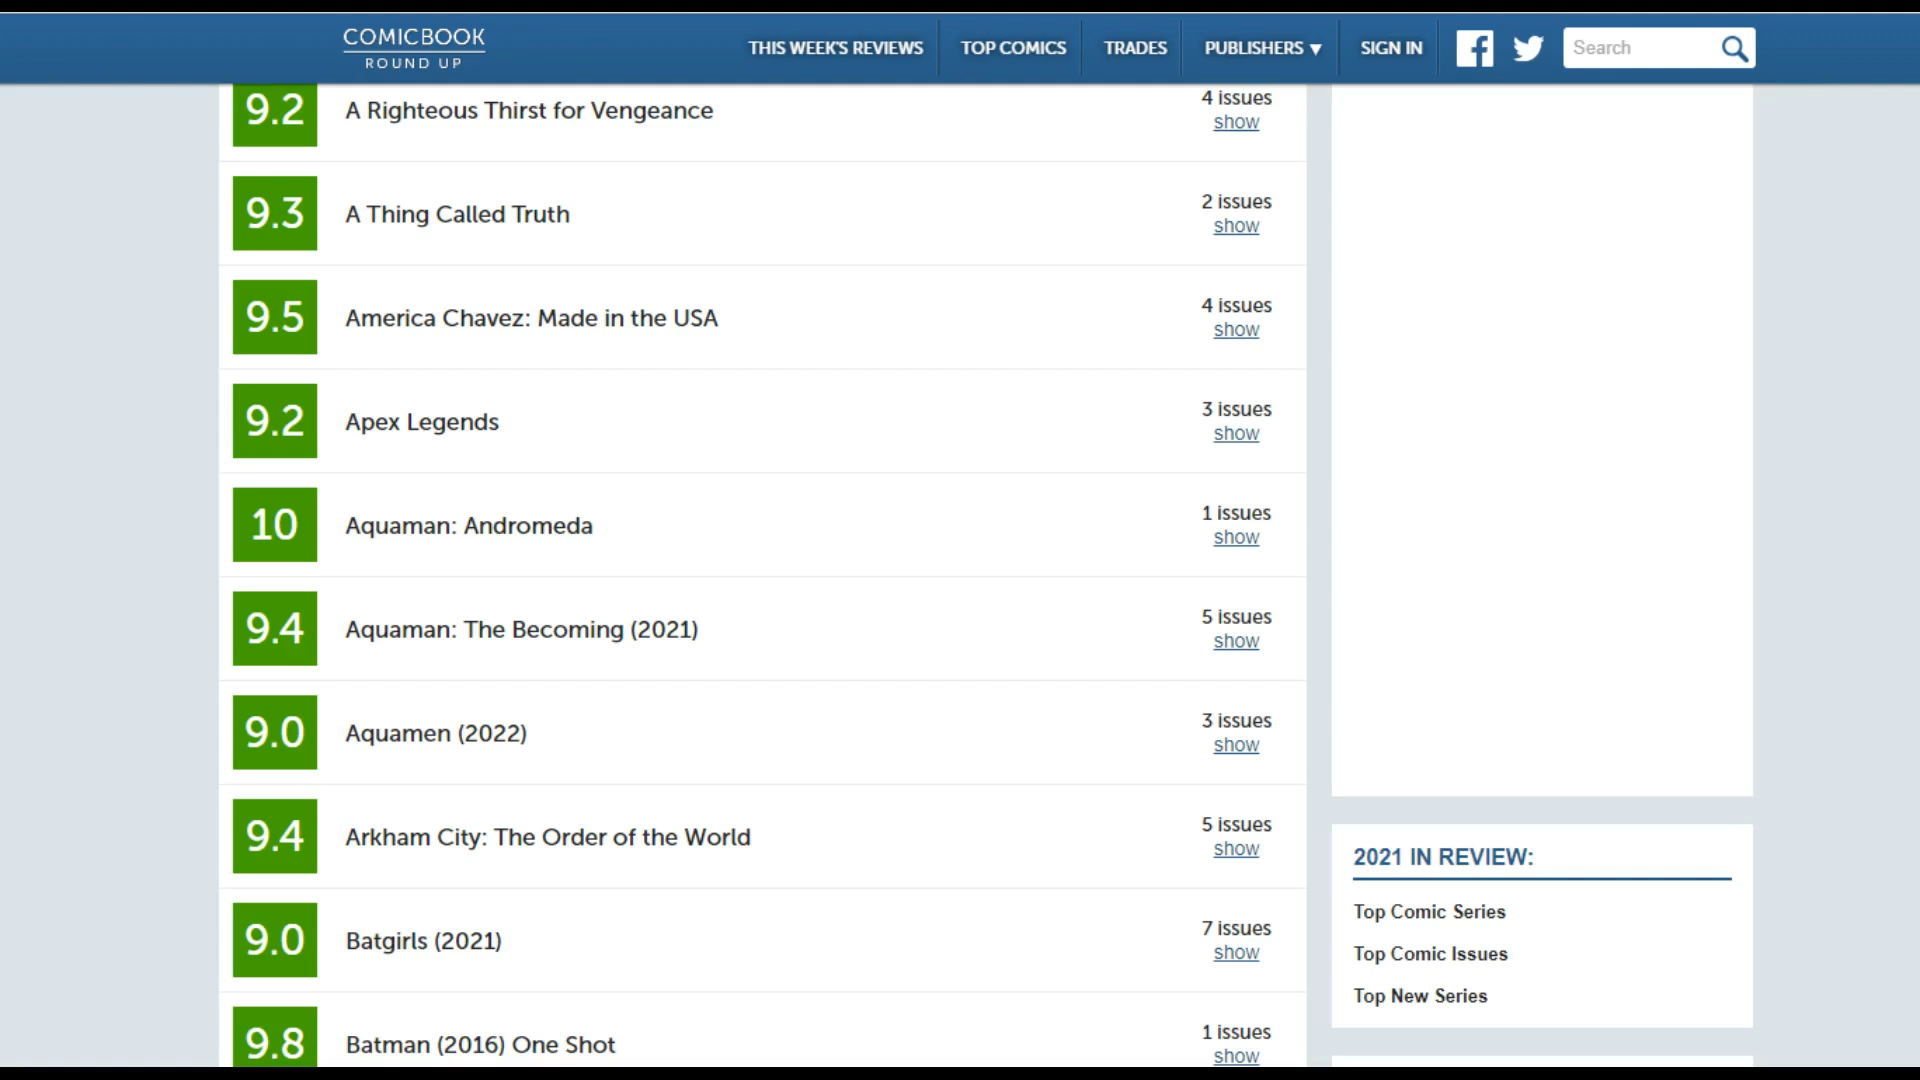 COMICBOOK
ROUND UP
THIS WEEK'S REVIEWS TOP COMICS TRADES PUBLISHERS ▼ SIGN IN Search
9.2 A Righteous Thirst for Vengeance 4 issues
show
9.3 A Thing Called Truth 2 issues
show
9.5 America Chavez: Made in the USA 4 issues
show
9.2 Apex Legends 3 issues
show
10 Aquaman: Andromeda 1 issues
show
9.4 Aquaman: The Becoming (2021) 5 issues
show
9.0 Aquamen (2022) 3 issues
show
9.4 Arkham City: The Order of the World 5 issues
show
9.0 Batgirls (2021) 7 issues
show
9.8 Batman (2016) One Shot 1 issues
show
2021 IN REVIEW:
Top Comic Series
Top Comic Issues
Top New Series